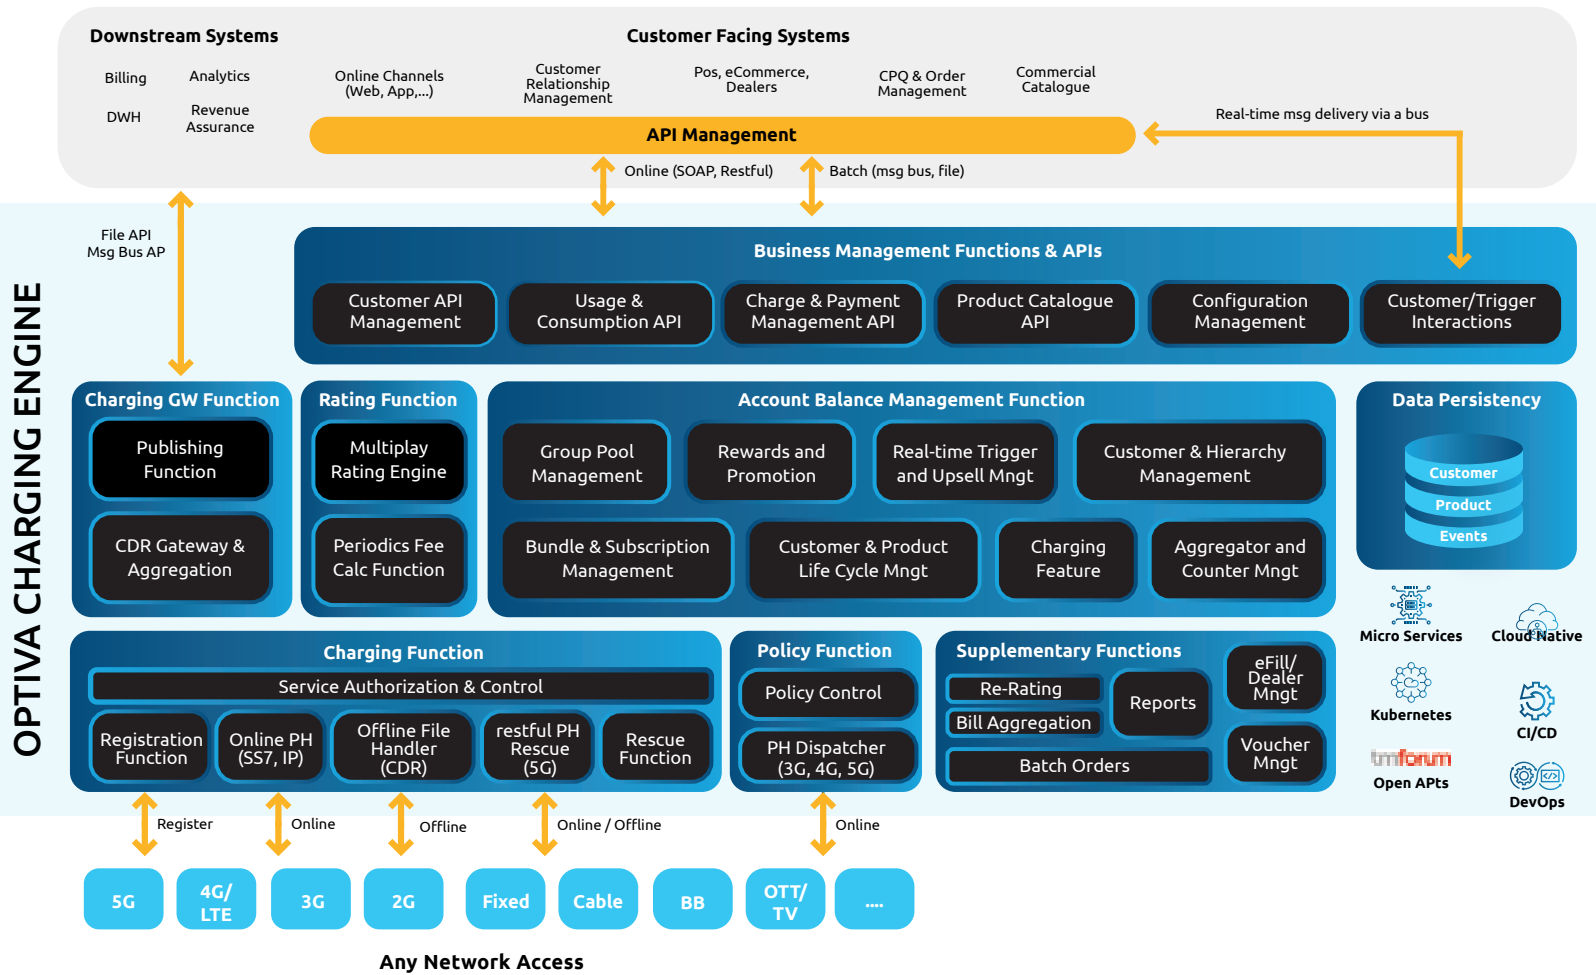 Downstream Systems
Billing
Analytics
DWH
Revenue
Assurance
Customer Facing Systems
Online Channels
(Web, App,...)
Customer
Relationship
Management
Pos, eCommerce,
Dealers
CPQ & Order
Management
Commercial
Catalogue
API Management
Real-time msg delivery via a bus
Online (SOAP, Restful)
Batch (msg bus, file)
File API
Msg Bus AP
OPTIVA CHARGING ENGINE
Business Management Functions & APIs
Customer API
Management
Usage &
Consumption API
Charge & Payment
Management API
Product Catalogue
API
Configuration
Management
Customer/Trigger
Interactions
Charging GW Function
Publishing
Function
CDR Gateway &
Aggregation
Rating Function
Multiplay
Rating Engine
Periodics Fee
Calc Function
Account Balance Management Function
Group Pool
Management
Rewards and
Promotion
Real-time Trigger
and Upsell Mngt
Customer & Hierarchy
Management
Bundle & Subscription
Management
Customer & Product
Life Cycle Mngt
Charging
Feature
Aggregator and
Counter Mngt
Data Persistency
Customer
Product
Events
Micro Services
Cloud Native
Kubernetes
CI/CD
tmforum
Open APts
DevOps
Charging Function
Service Authorization & Control
Registration
Function
Online PH
(SS7, IP)
Offline File
Handler
(CDR)
restful PH
Rescue
(5G)
Rescue
Function
Policy Function
Policy Control
PH Dispatcher
(3G, 4G, 5G)
Supplementary Functions
Re-Rating
Bill Aggregation
Reports
Batch Orders
eFill/
Dealer
Mngt
Voucher
Mngt
Register
Online
Offline
Online / Offline
Online
5G
4G/
LTE
3G
2G
Fixed
Cable
BB
OTT/
TV
....
Any Network Access